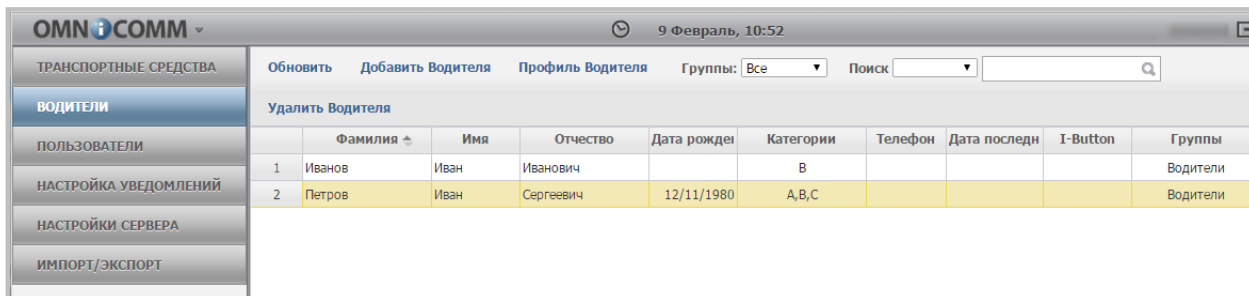 OMNiCOMM
9 Февраль, 10:52
ТРАНСПОРТНЫЕ СРЕДСТВА
ВОДИТЕЛИ
ПОЛЬЗОВАТЕЛИ
НАСТРОЙКА УВЕДОМЛЕНИЙ
НАСТРОЙКИ СЕРВЕРА
ИМПОРТ/ЭКСПОРТ
Обновить Добавить Водителя Профиль Водителя Группы: Все Поиск
Удалить Водителя
Фамилия Имя Отчество Дата рожден Категории Телефон Дата последн I-Button Группы
1 Иванов Иван Иванович B Водители
2 Петров Иван Сергеевич 12/11/1980 A,B,C Водители